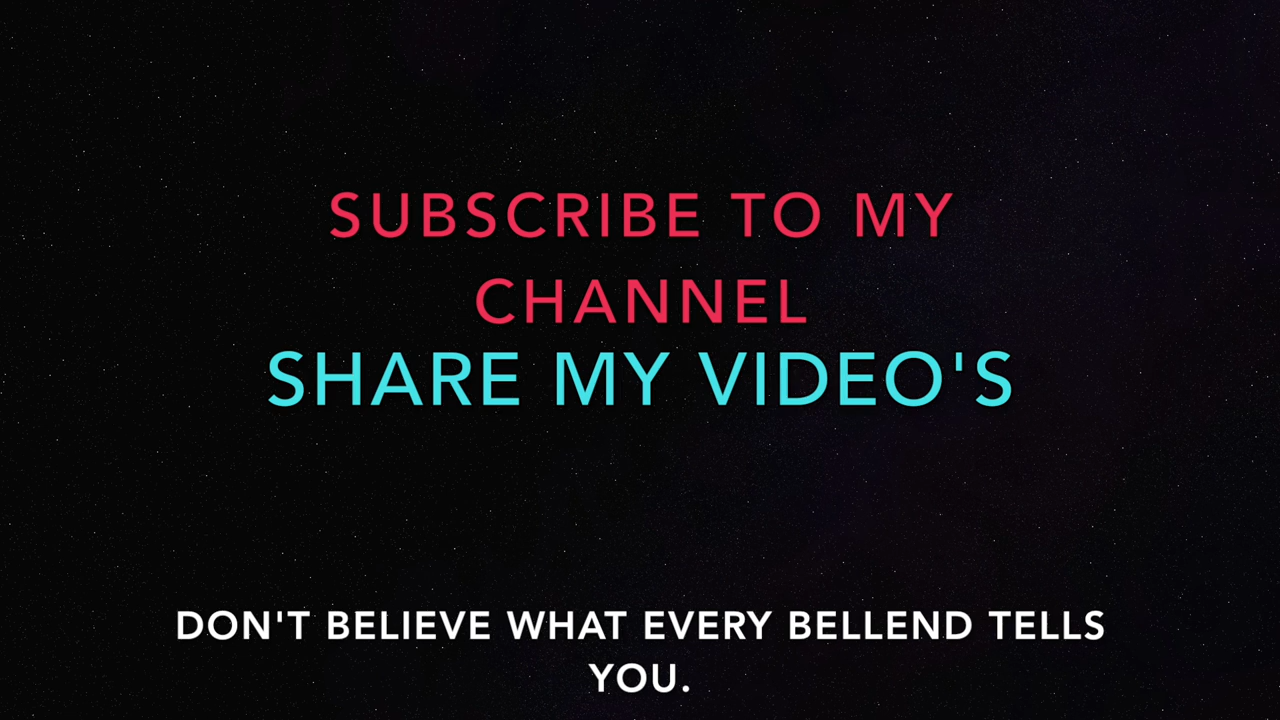 SUBSCRIBE TO MY
CHANNEL
SHARE MY VIDEO'S
DON'T BELIEVE WHAT EVERY BELLEND TELLS
YOU.